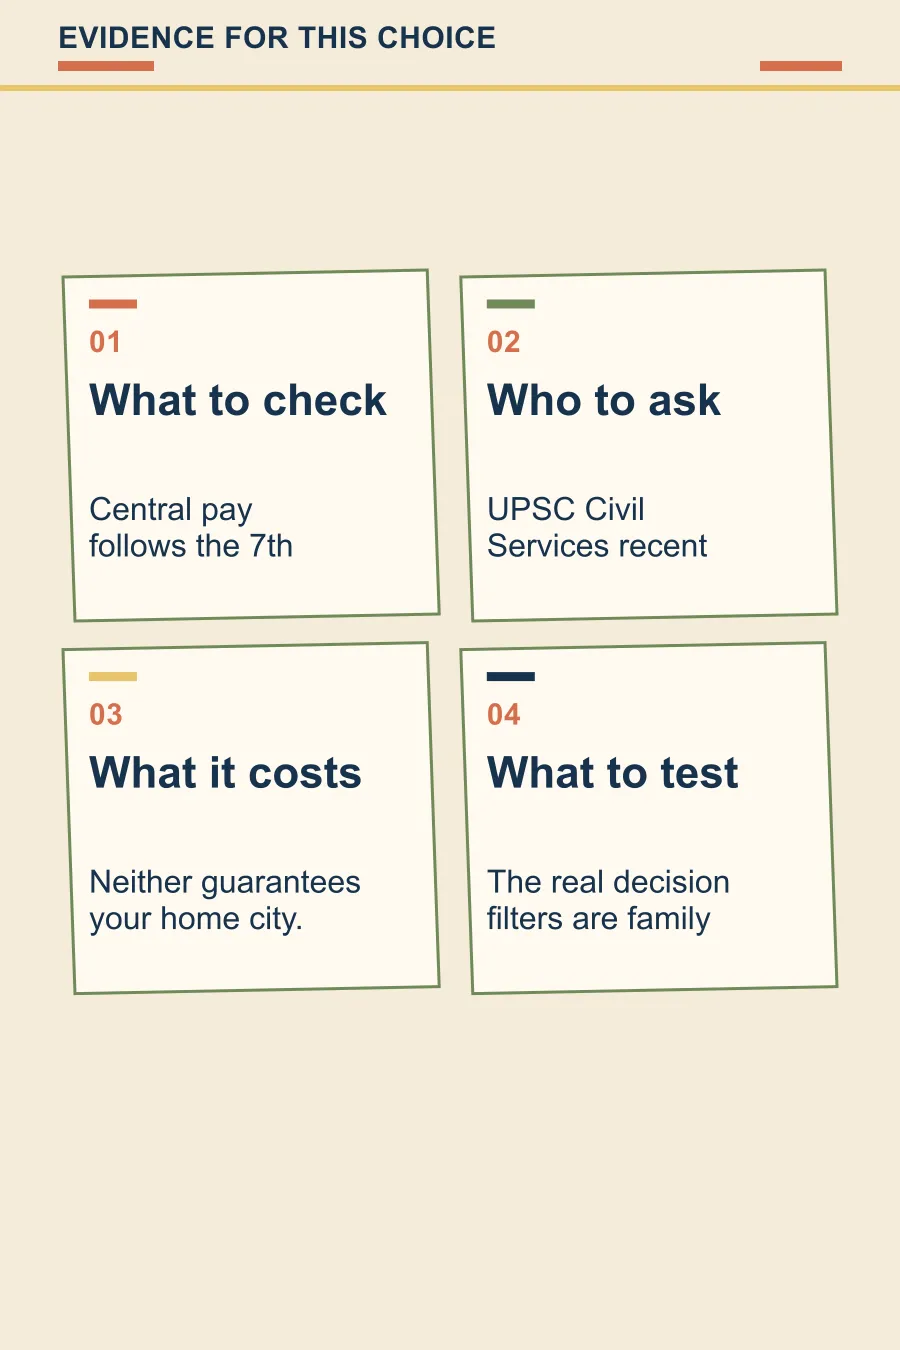 EVIDENCE FOR THIS CHOICE
01
What to check
Central pay
follows the 7th
02
Who to ask
UPSC Civil
Services recent
03
What it costs
Neither guarantees
your home city.
04
What to test
The real decision
filters are family